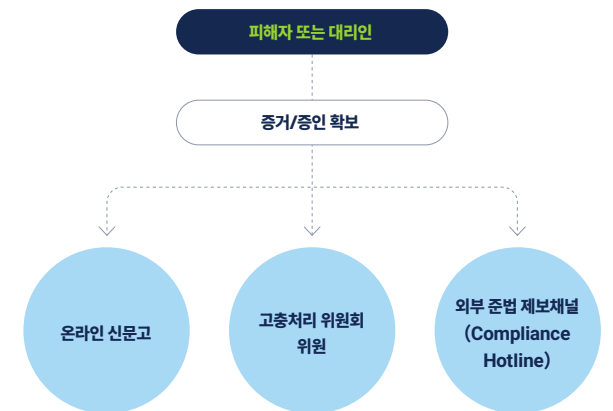 피해자 또는 대리인
증거/증인 확보
온라인 신문고
고충처리 위원회
위원
외부 준법 제보채널
(Compliance
Hotline)